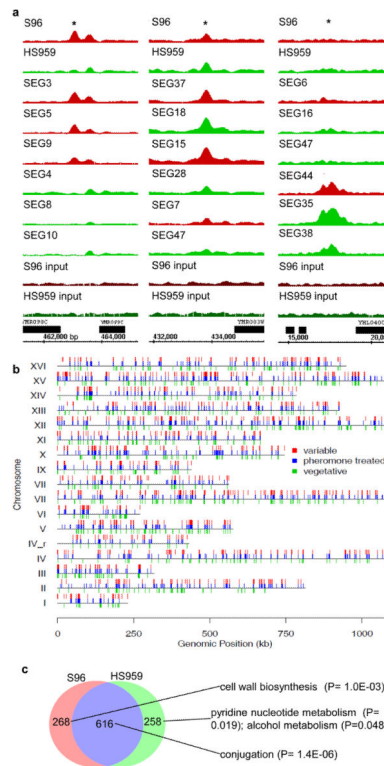 a
S96 * S96 * S96 *
HS959 HS959 HS959
SEG3 SEG37 SEG6
SEG5 SEG18 SEG16
SEG9 SEG15 SEG47
SEG4 SEG28 SEG44
SEG8 SEG7 SEG35
SEG10 SEG47 SEG38
S96 input S96 input S96 input
HS959 input HS959 input HS959 input
462,000 bp 464,000 432,000 434,000 15,000 20,0
b
XVI
XV
XIV
XIII
XII
XI
X
IX
VII
VII
VI
V
IV_r
IV
III
II
I
Chromosome
variable
pheromone treated
vegetative
0 250 500 750 100
Genomic Position (kb)
c
S96 HS959
268 616 258
cell wall biosynthesis (P= 1.0E-03)
pyridine nucleotide metabolism (P=
0.019); alcohol metabolism (P=0.048
conjugation (P= 1.4E-06)